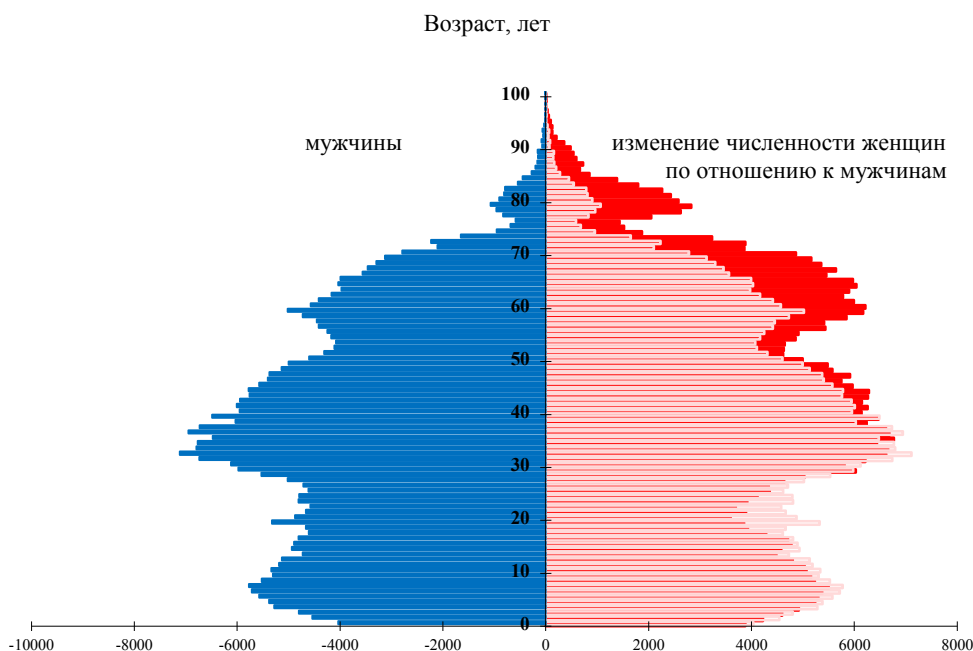 Возраст, лет
100
мужчины
изменение численности женщин
по отношению к мужчинам
90
80
70
60
50
40
30
20
10
0
-10000 -8000 -6000 -4000 -2000 0 2000 4000 6000 8000